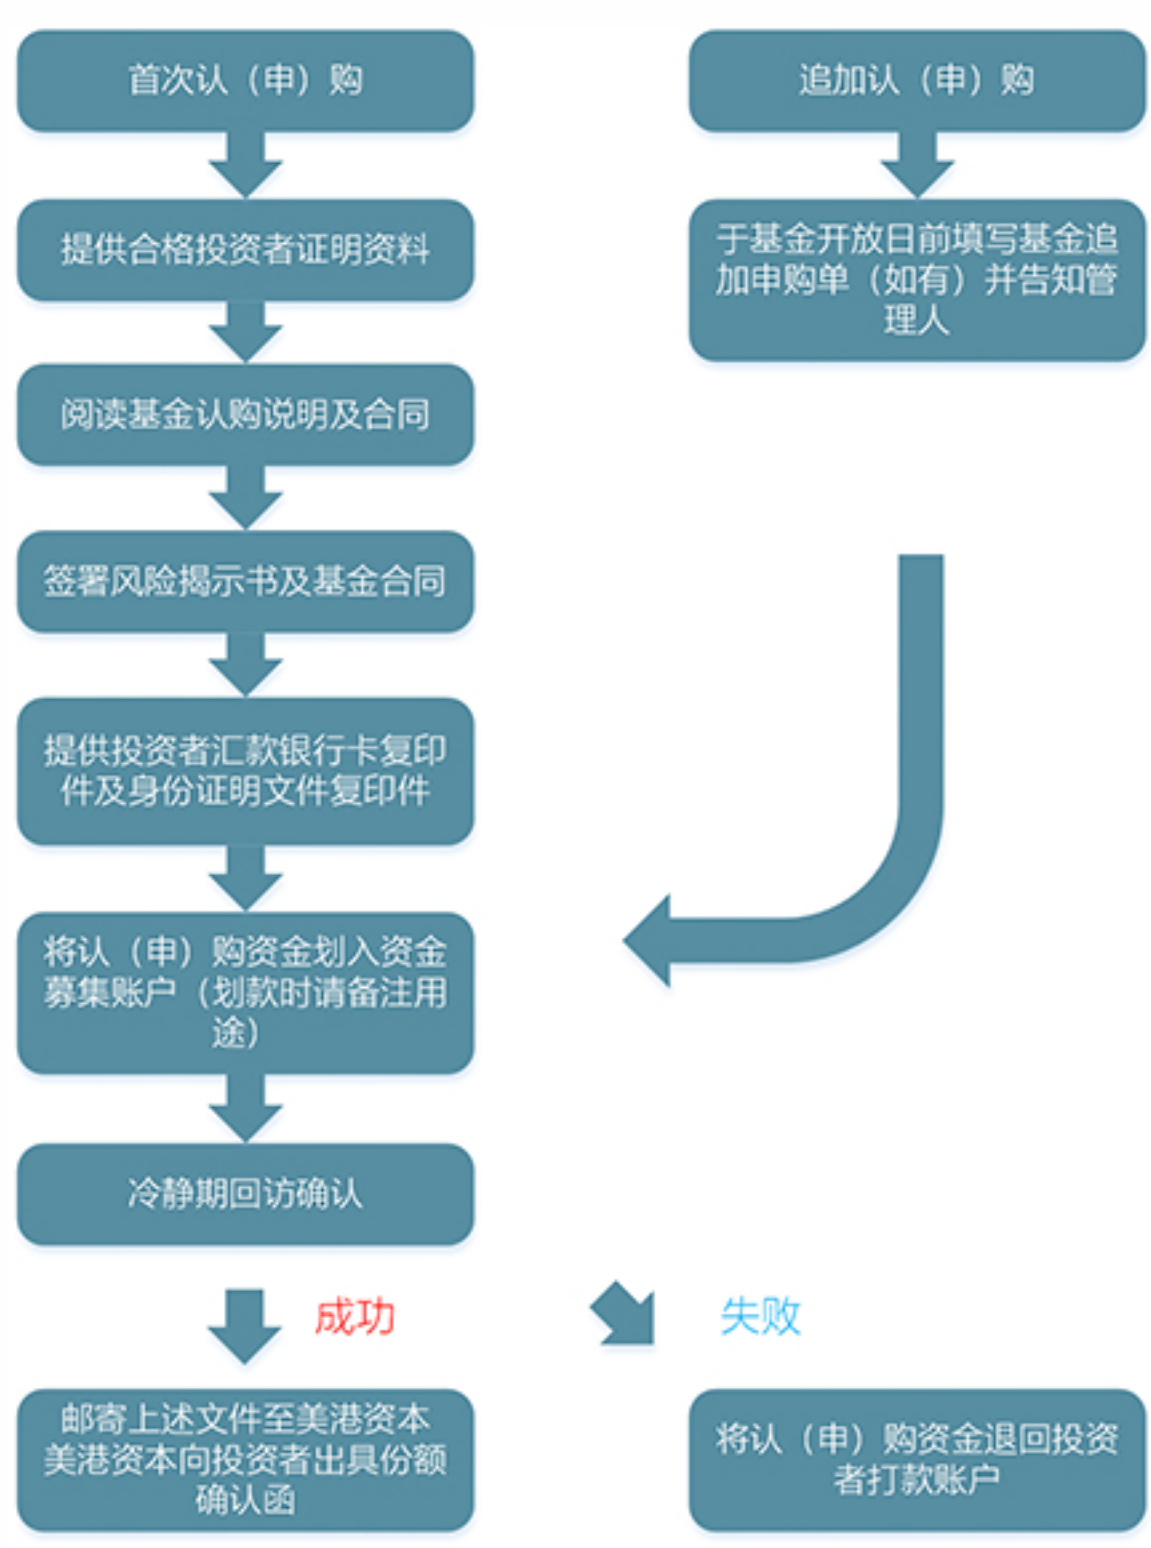 首次认（申）购
提供合格投资者证明资料
阅读基金认购说明及合同
签署风险揭示书及基金合同
提供投资者汇款银行卡复印
件及身份证明文件复印件
将认（申）购资金划入资金
募集账户（划款时请备注用
途）
冷静期回访确认
成功
邮寄上述文件至美港资本
美港资本向投资者出具份额
确认函
追加认（申）购
于基金开放日前填写基金追
加申购单（如有）并告知管
理人
失败
将认（申）购资金退回投资
者打款账户